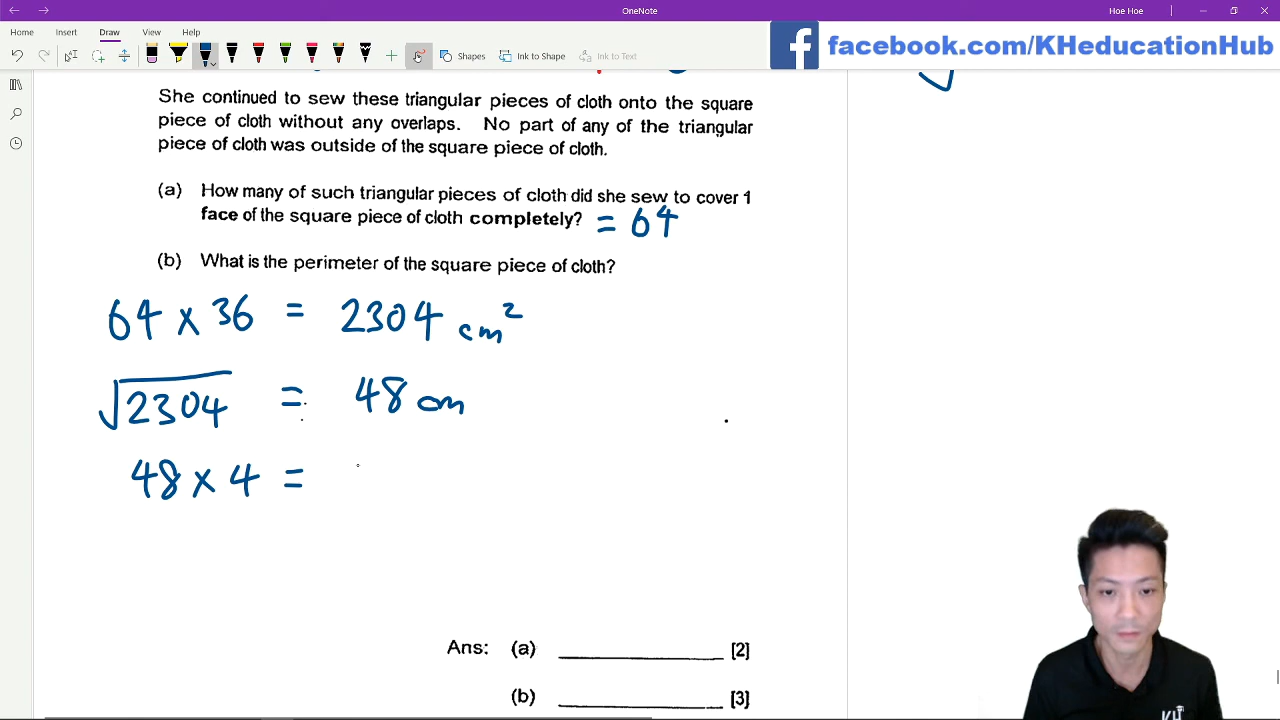 OneNote
Hoe Hoe
Home Insert Draw View Help
Shapes Ink to Shape Ink to Text
facebook.com/KHeducationHub
She continued to sew these triangular pieces of cloth onto the square
piece of cloth without any overlaps. No part of any of the triangular
piece of cloth was outside of the square piece of cloth.
(a) How many of such triangular pieces of cloth did she sew to cover 1
face of the square piece of cloth completely? = 64
(b) What is the perimeter of the square piece of cloth?
64 × 36 = 2304 cm²
√2304 = 48 cm
48 × 4 =
Ans: (a) ____________ [2]
(b) ____________ [3]
KH